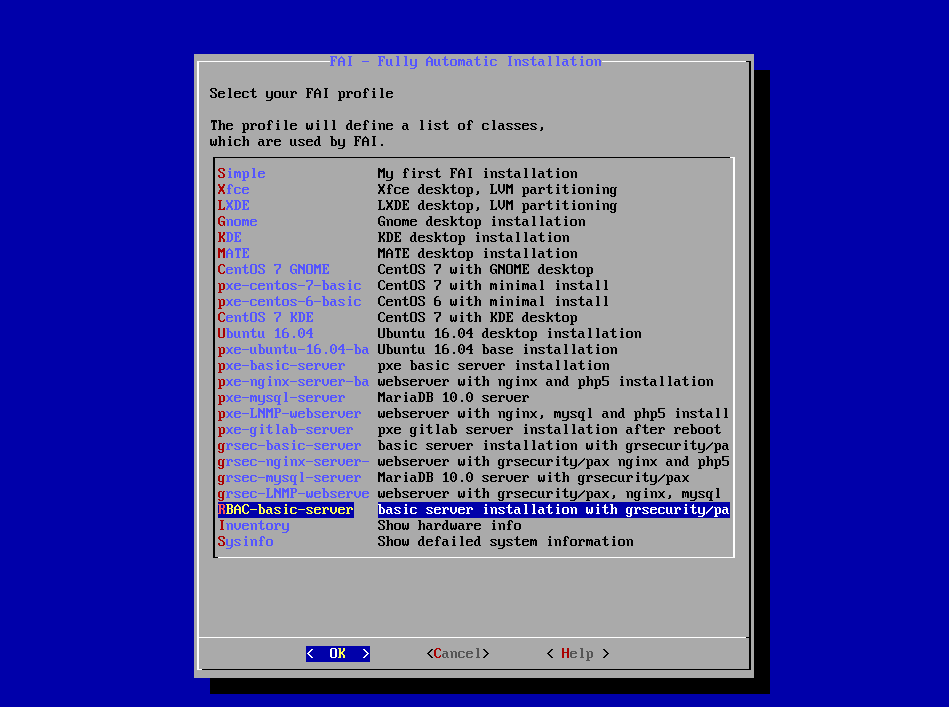 FAI - Fully Automatic Installation
Select your FAI profile
The profile will define a list of classes,
which are used by FAI.
Simple My first FAI installation
Xfce Xfce desktop, LVM partitioning
LXDE LXDE desktop, LVM partitioning
Gnome Gnome desktop installation
KDE KDE desktop installation
MATE MATE desktop installation
CentOS 7 GNOME CentOS 7 with GNOME desktop
pxe-centos-7-basic CentOS 7 with minimal install
pxe-centos-6-basic CentOS 6 with minimal install
CentOS 7 KDE CentOS 7 with KDE desktop
Ubuntu 16.04 Ubuntu 16.04 desktop installation
pxe-ubuntu-16.04-ba Ubuntu 16.04 base installation
pxe-basic-server pxe basic server installation
pxe-nginx-server-ba webserver with nginx and php5 installation
pxe-mysql-server MariaDB 10.0 server
pxe-LNMP-webserver webserver with nginx, mysql and php5 install
pxe-gitlab-server pxe gitlab server installation after reboot
grsec-basic-server basic server installation with grsecurity/pa
grsec-nginx-server- webserver with grsecurity/pax nginx and php5
grsec-mysql-server MariaDB 10.0 server with grsecurity/pax
grsec-LNMP-webserve webserver with grsecurity/pax, nginx, mysql
RBAC-basic-server basic server installation with grsecurity/pa
Inventory Show hardware info
Sysinfo Show defailed system information
< OK > <Cancel> < Help >